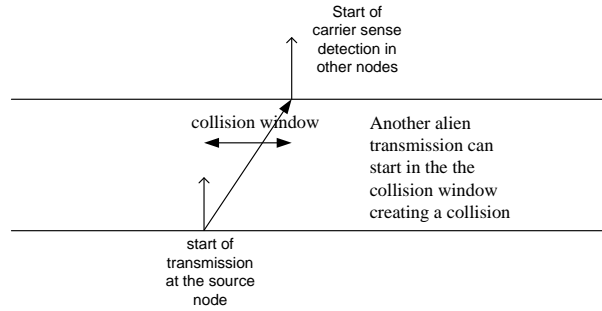 Start of
carrier sense
detection in
other nodes
collision window
Another alien
transmission can
start in the the
collision window
creating a collision
start of
transmission
at the source
node